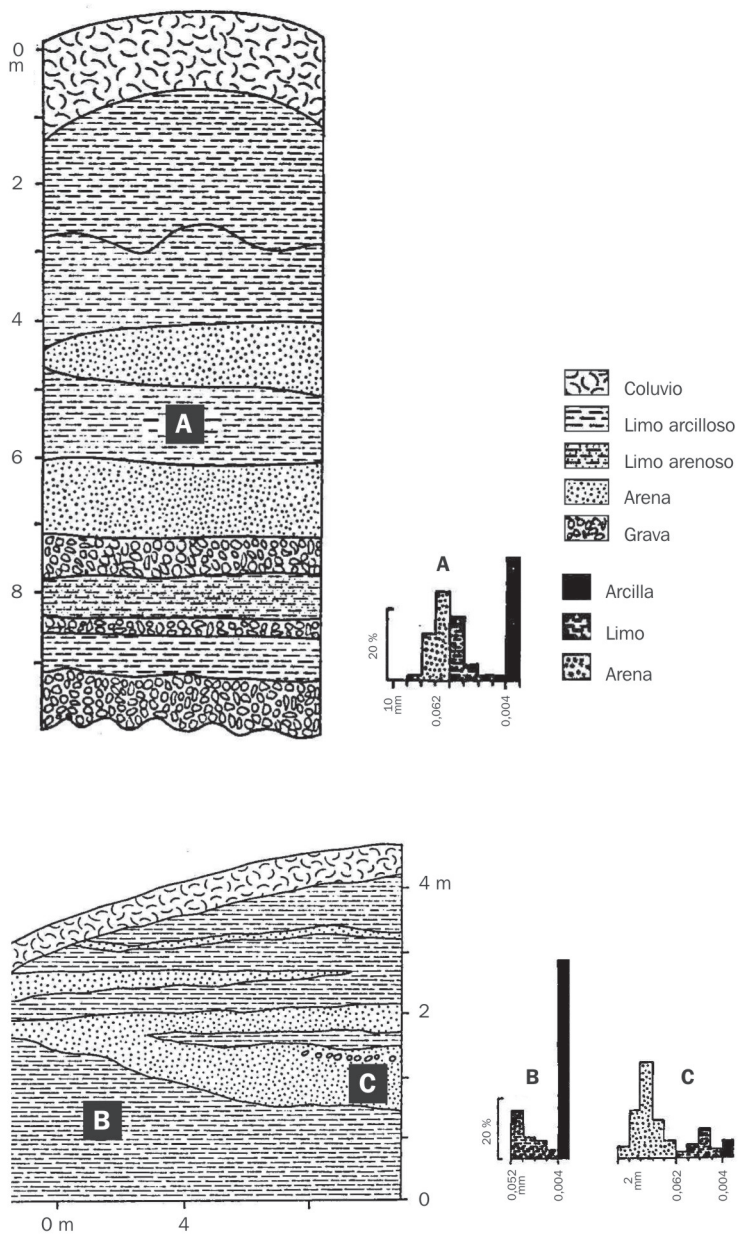 0
m
2
4
6
8
A
Coluvio
Limo arcilloso
Limo arenoso
Arena
Grava
Arcilla
Limo
Arena
A
20 %
10
mm
0,062
0,004
4 m
2
0
0 m
4
B
C
B
20 %
0,052
mm
0,004
C
2
mm
0,062
0,004